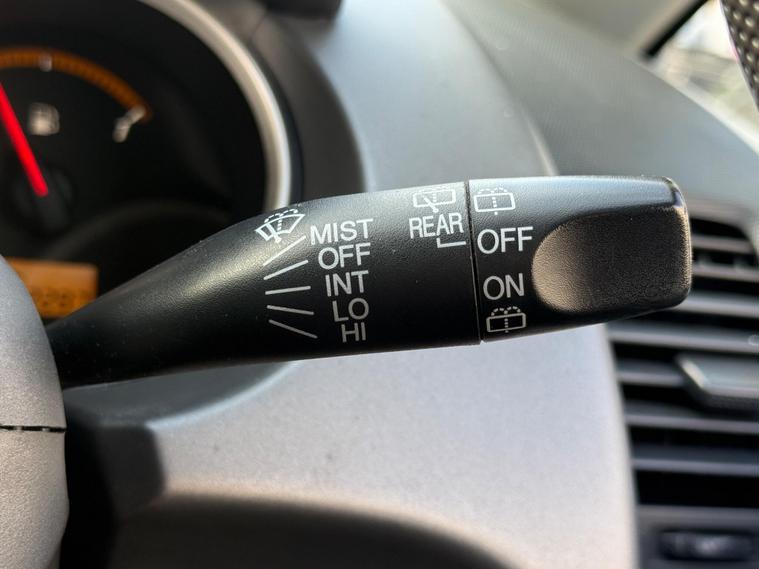 MIST
OFF
INT
LO
HI
REAR
OFF
ON